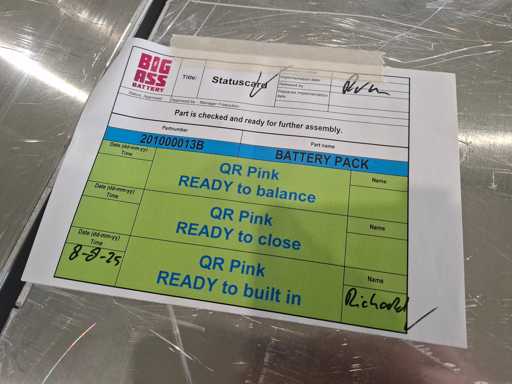 BIG
ASS
BATTERY
Title:
Statuscard
Part is checked and ready for further assembly.
Partnumber
Part name
201000013B
BATTERY PACK
Date (dd-mm-yy)
Time
QR Pink
READY to balance
Name
Date (dd-mm-yy)
Time
QR Pink
READY to close
Name
Date (dd-mm-yy)
Time
8-8-25
QR Pink
READY to built in
Name
Richard